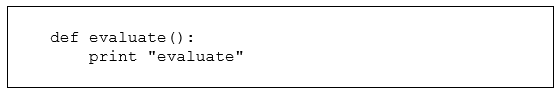 def evaluate():
    print "evaluate"